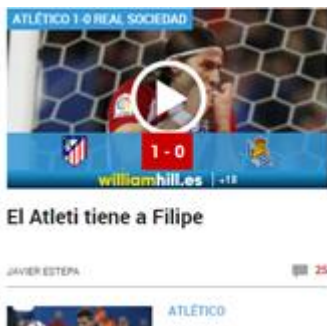 ATLÉTICO 1-0 REAL SOCIEDAD
1 - 0
williamhill.es | +18
El Atleti tiene a Filipe
JAVIER ESTEPA 25
ATLÉTICO